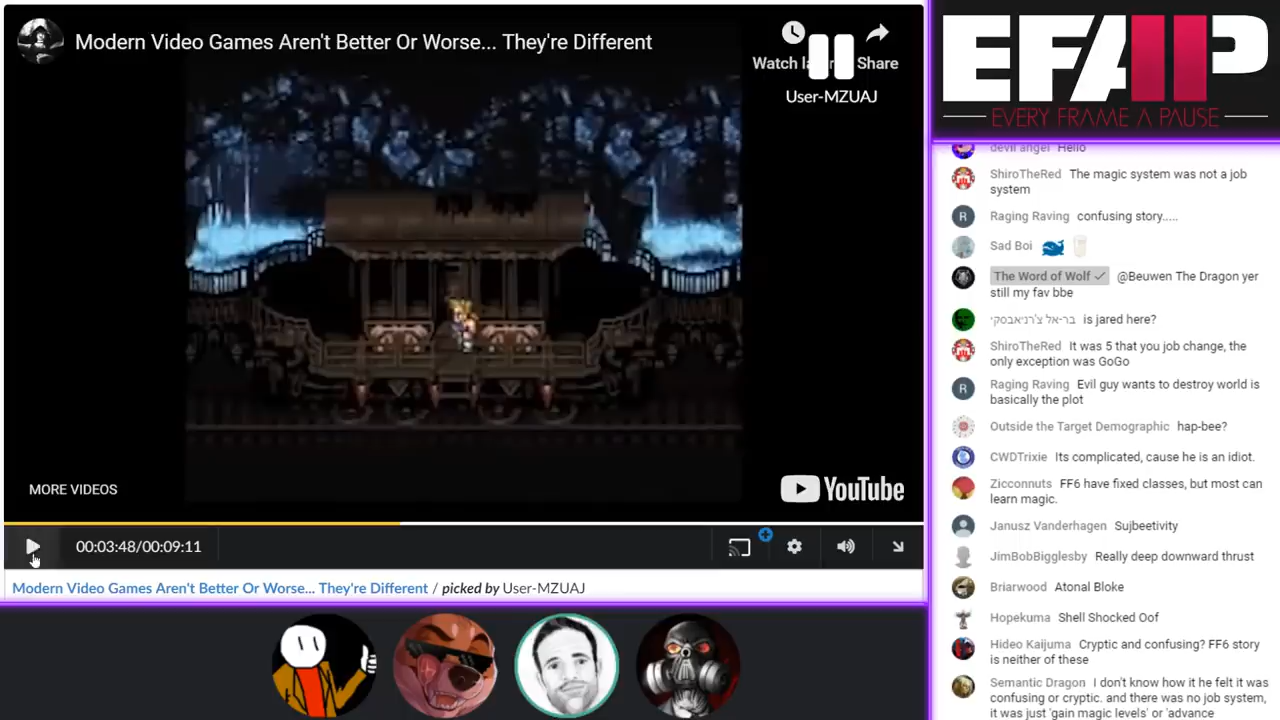 Modern Video Games Aren't Better Or Worse... They're Different
Watch la
Share
User-MZUAJ
MORE VIDEOS
YouTube
00:03:48/00:09:11
Modern Video Games Aren't Better Or Worse... They're Different / picked by User-MZUAJ
EFAP
EVERY FRAME A PAUSE
devil angel Hello
ShiroTheRed The magic system was not a job
system
R Raging Raving confusing story.....
Sad Boi
The Word of Wolf @Beuwen The Dragon yer
still my fav bbe
בר-אל צ'רניאבסקי is jared here?
ShiroTheRed It was 5 that you job change, the
only exception was GoGo
R Raging Raving Evil guy wants to destroy world is
basically the plot
Outside the Target Demographic hap-bee?
CWDTrixie Its complicated, cause he is an idiot.
Zicconnuts FF6 have fixed classes, but most can
learn magic.
Janusz Vanderhagen Sujbeetivity
JimBobBigglesby Really deep downward thrust
Briarwood Atonal Bloke
Hopekuma Shell Shocked Oof
Hideo Kaijuma Cryptic and confusing? FF6 story
is neither of these
Semantic Dragon I don't know how it he felt it was
confusing or cryptic. and there was no job system,
it was just 'gain magic levels' or 'advance